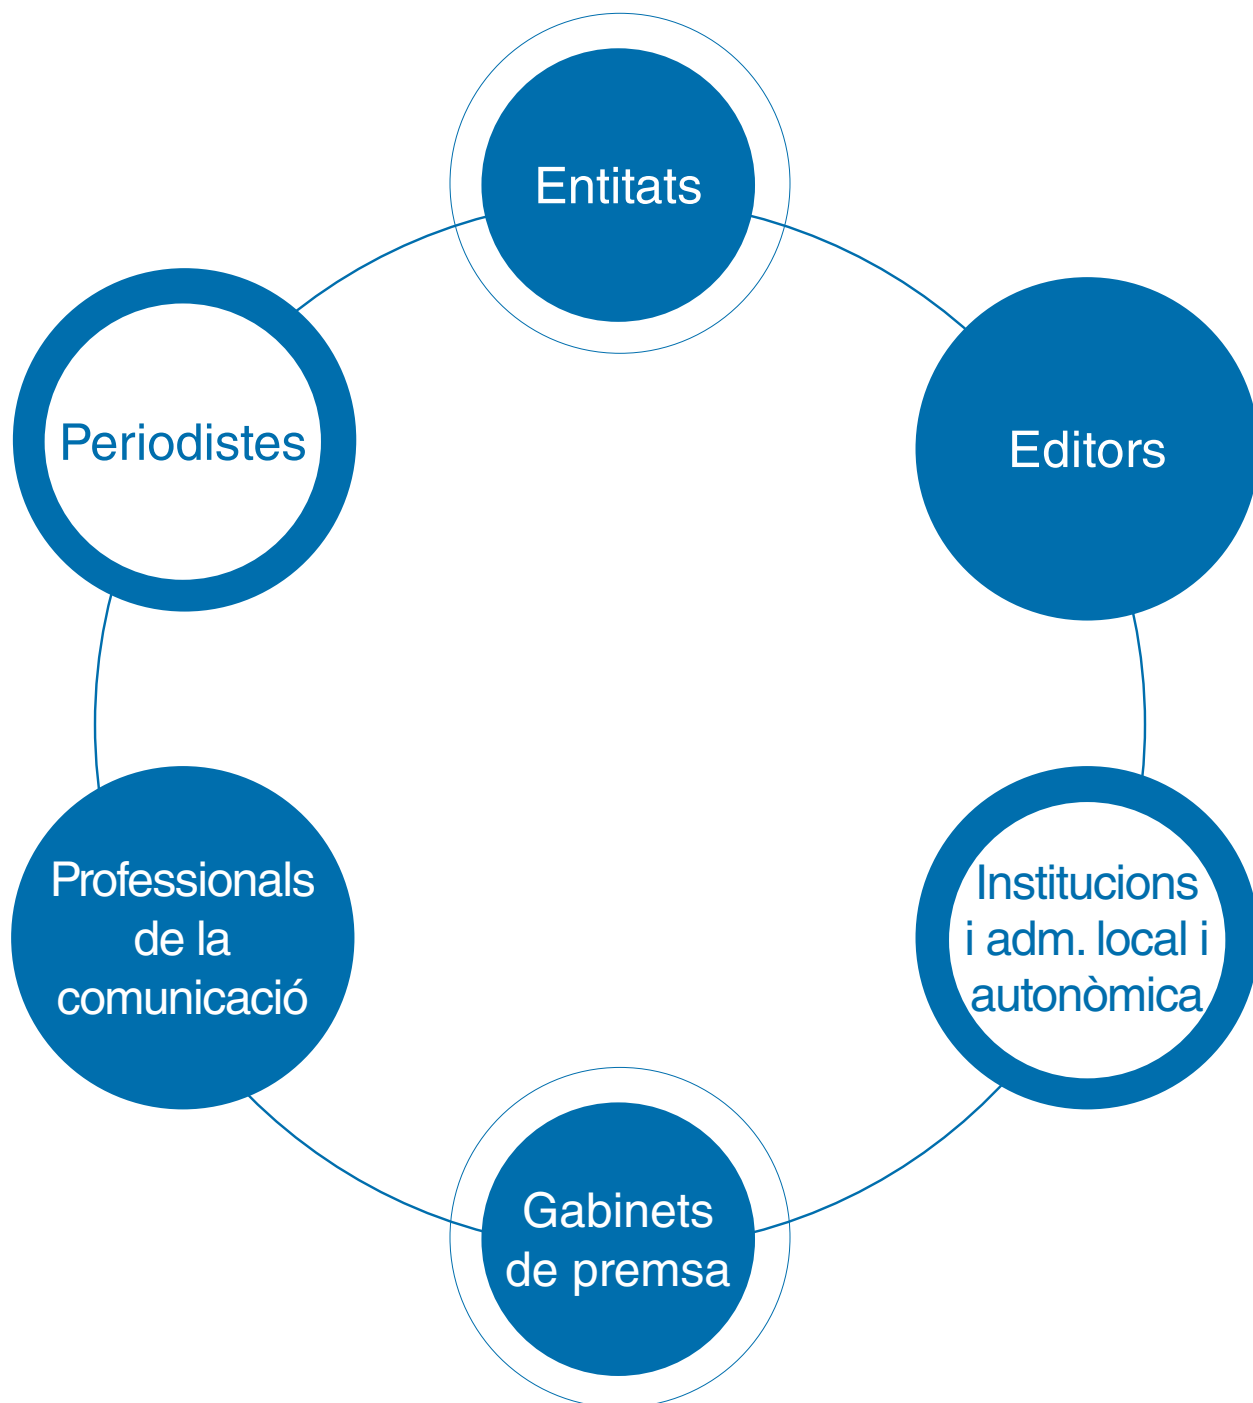 Entitats
Periodistes
Editors
Professionals
de la
comunicació
Institucions
i adm. local i
autonòmica
Gabinets
de premsa